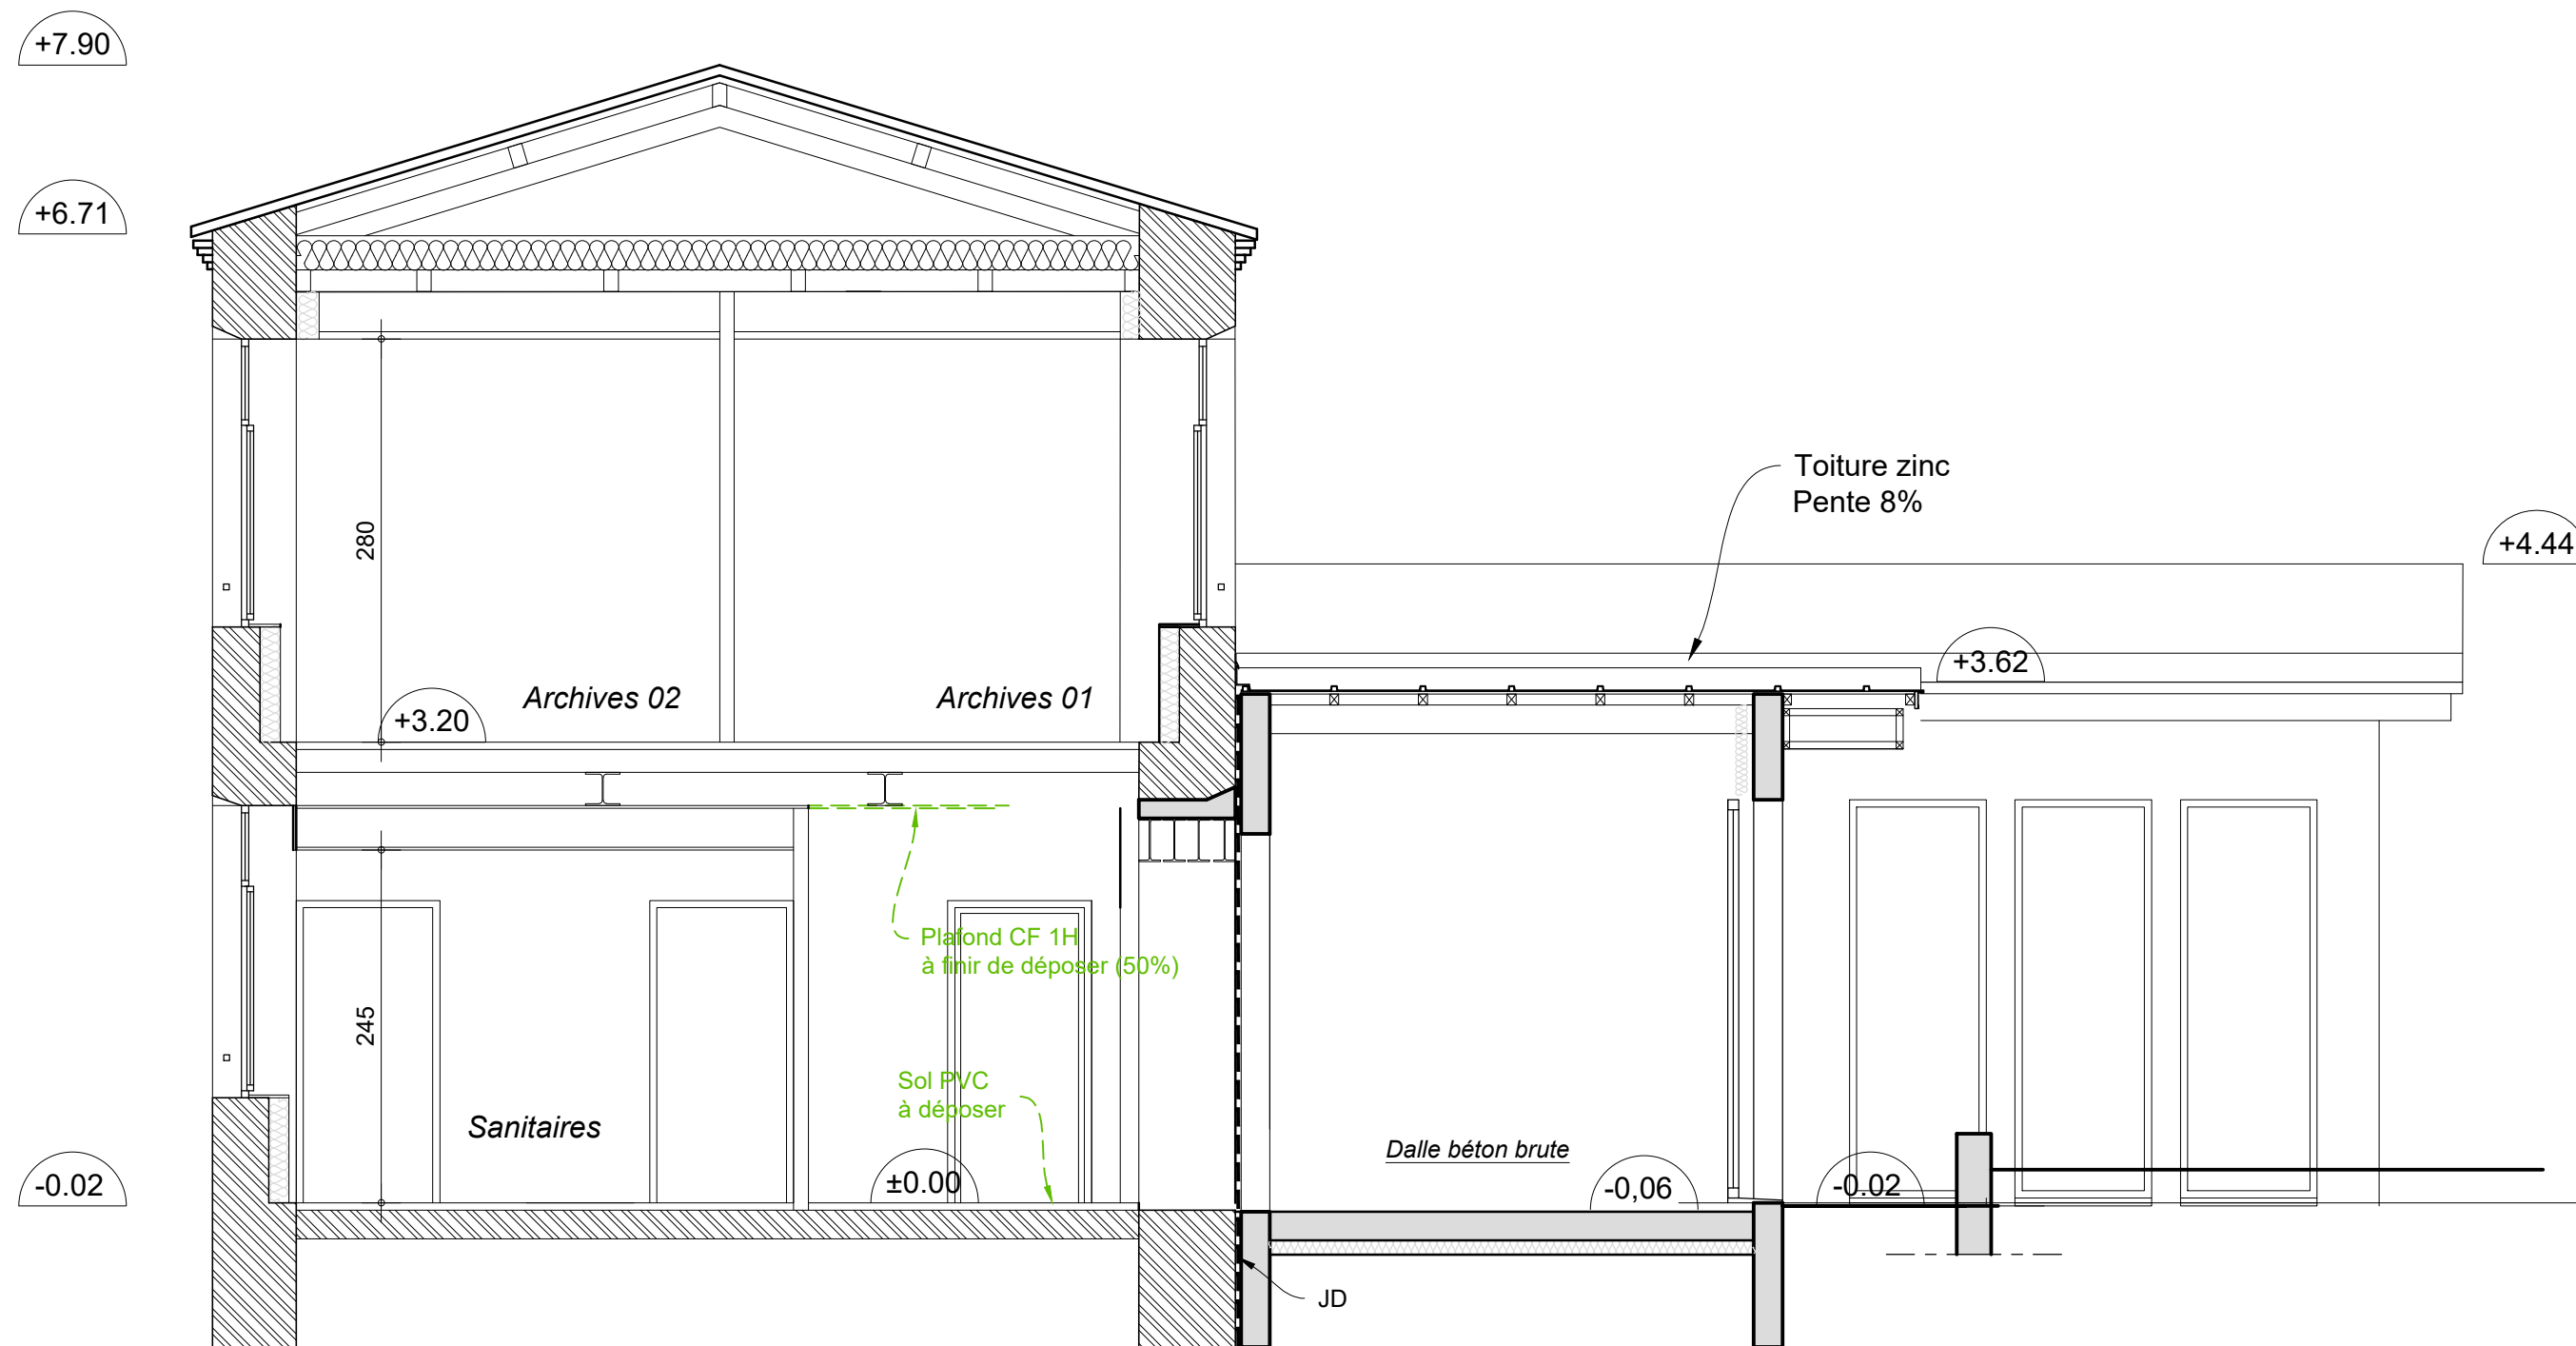 +7.90
+6.71
Toiture zinc
Pente 8%
280
+4.44
+3.62
Archives 02
Archives 01
+3.20
Plafond CF 1H
à finir de déposer (50%)
245
Sol PVC
à déposer
Sanitaires
Dalle béton brute
-0.02
±0.00
-0,06
-0.02
JD